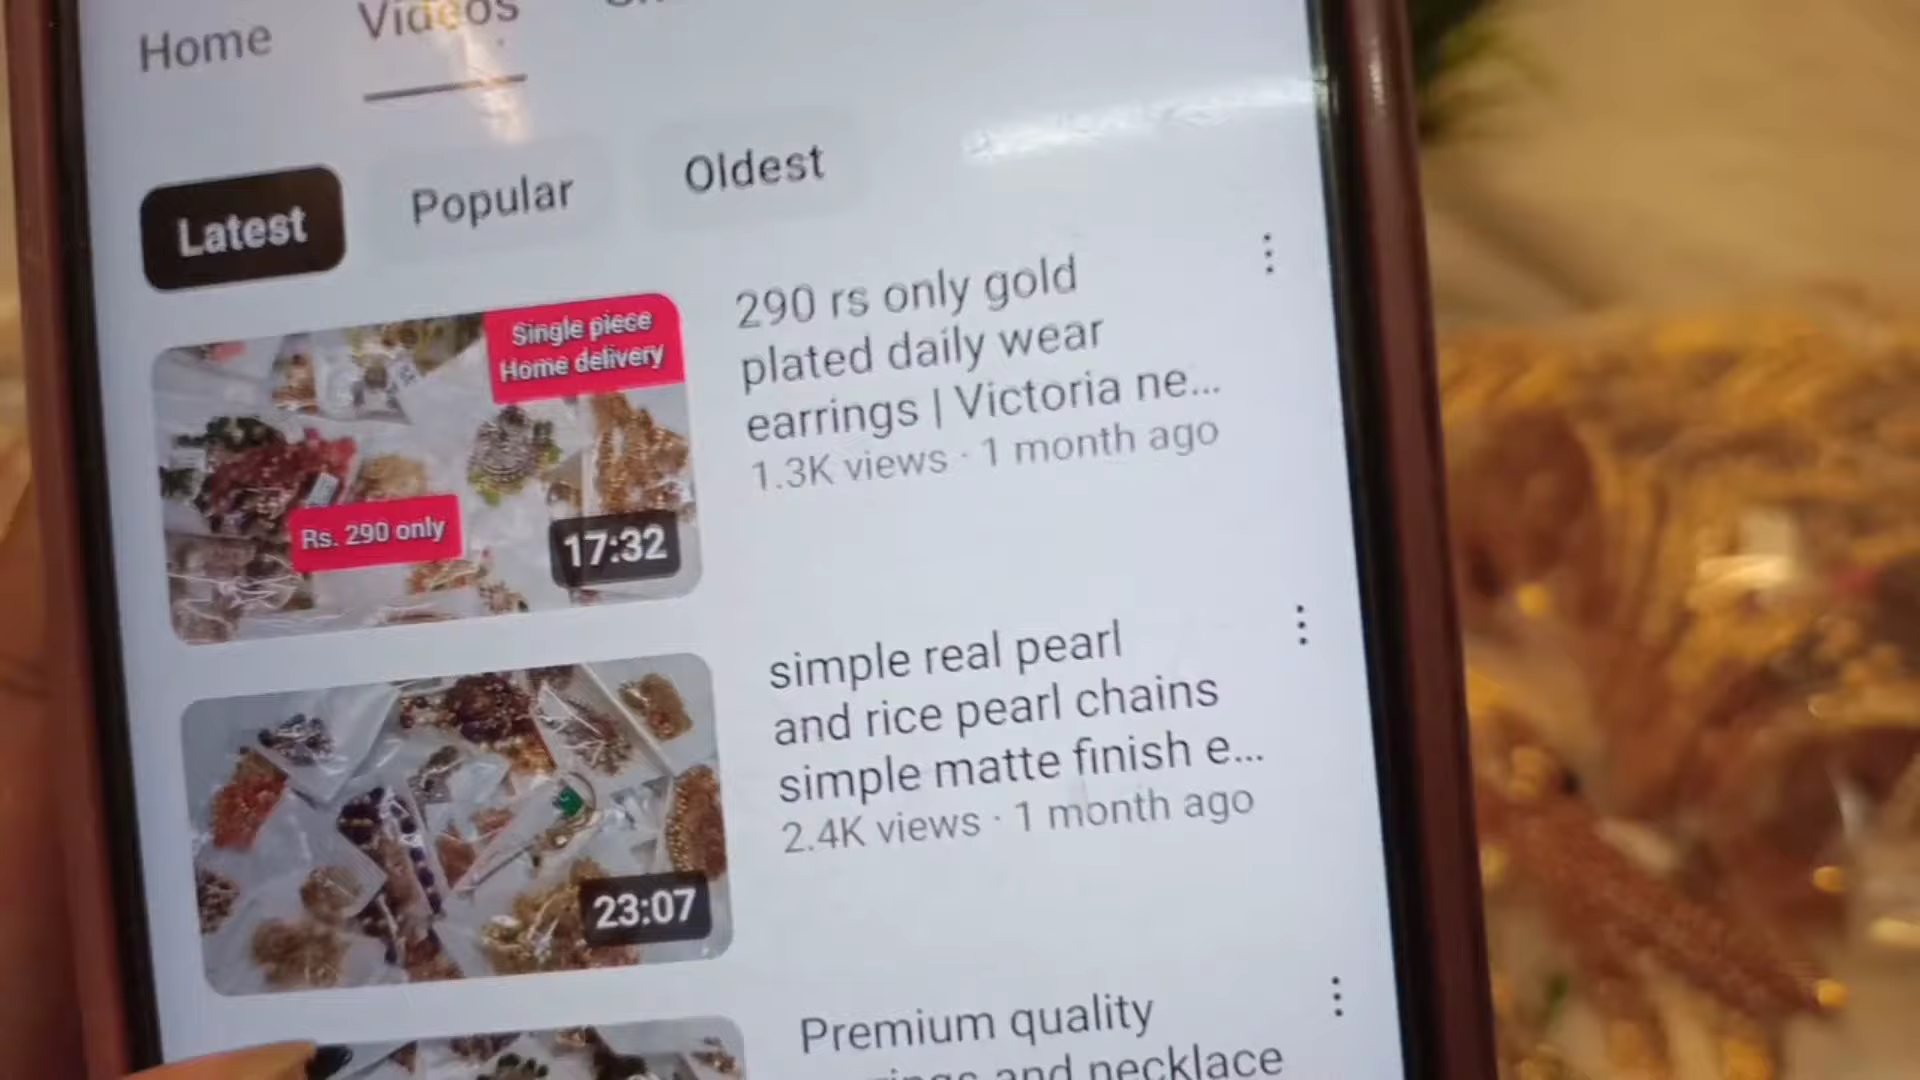 Home
Videos
Latest
Popular
Oldest
Single piece
Home delivery
Rs. 290 only
17:32
290 rs only gold
plated daily wear
earrings | Victoria ne...
1.3K views · 1 month ago
23:07
simple real pearl
and rice pearl chains
simple matte finish e...
2.4K views · 1 month ago
Premium quality
and necklace